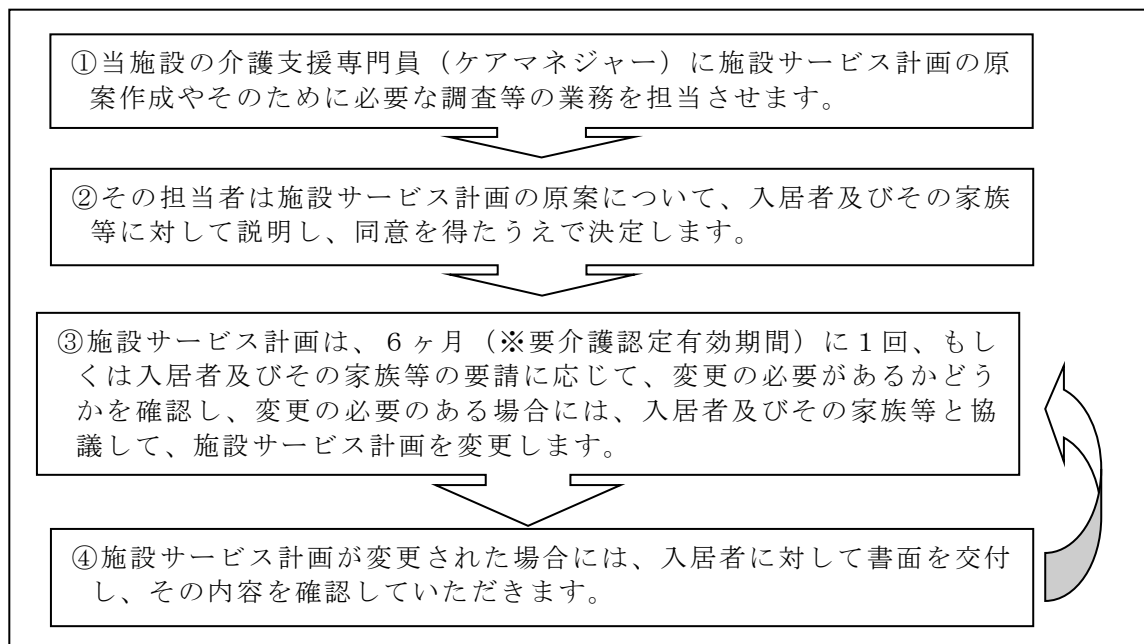 ①当施設の介護支援専門員（ケアマネジャー）に施設サービス計画の原
案作成やそのために必要な調査等の業務を担当させます。
②その担当者は施設サービス計画の原案について、入居者及びその家族
等に対して説明し、同意を得たうえで決定します。
③施設サービス計画は、６ヶ月（※要介護認定有効期間）に１回、もし
くは入居者及びその家族等の要請に応じて、変更の必要があるかどう
かを確認し、変更の必要のある場合には、入居者及びその家族等と協
議して、施設サービス計画を変更します。
④施設サービス計画が変更された場合には、入居者に対して書面を交付
し、その内容を確認していただきます。